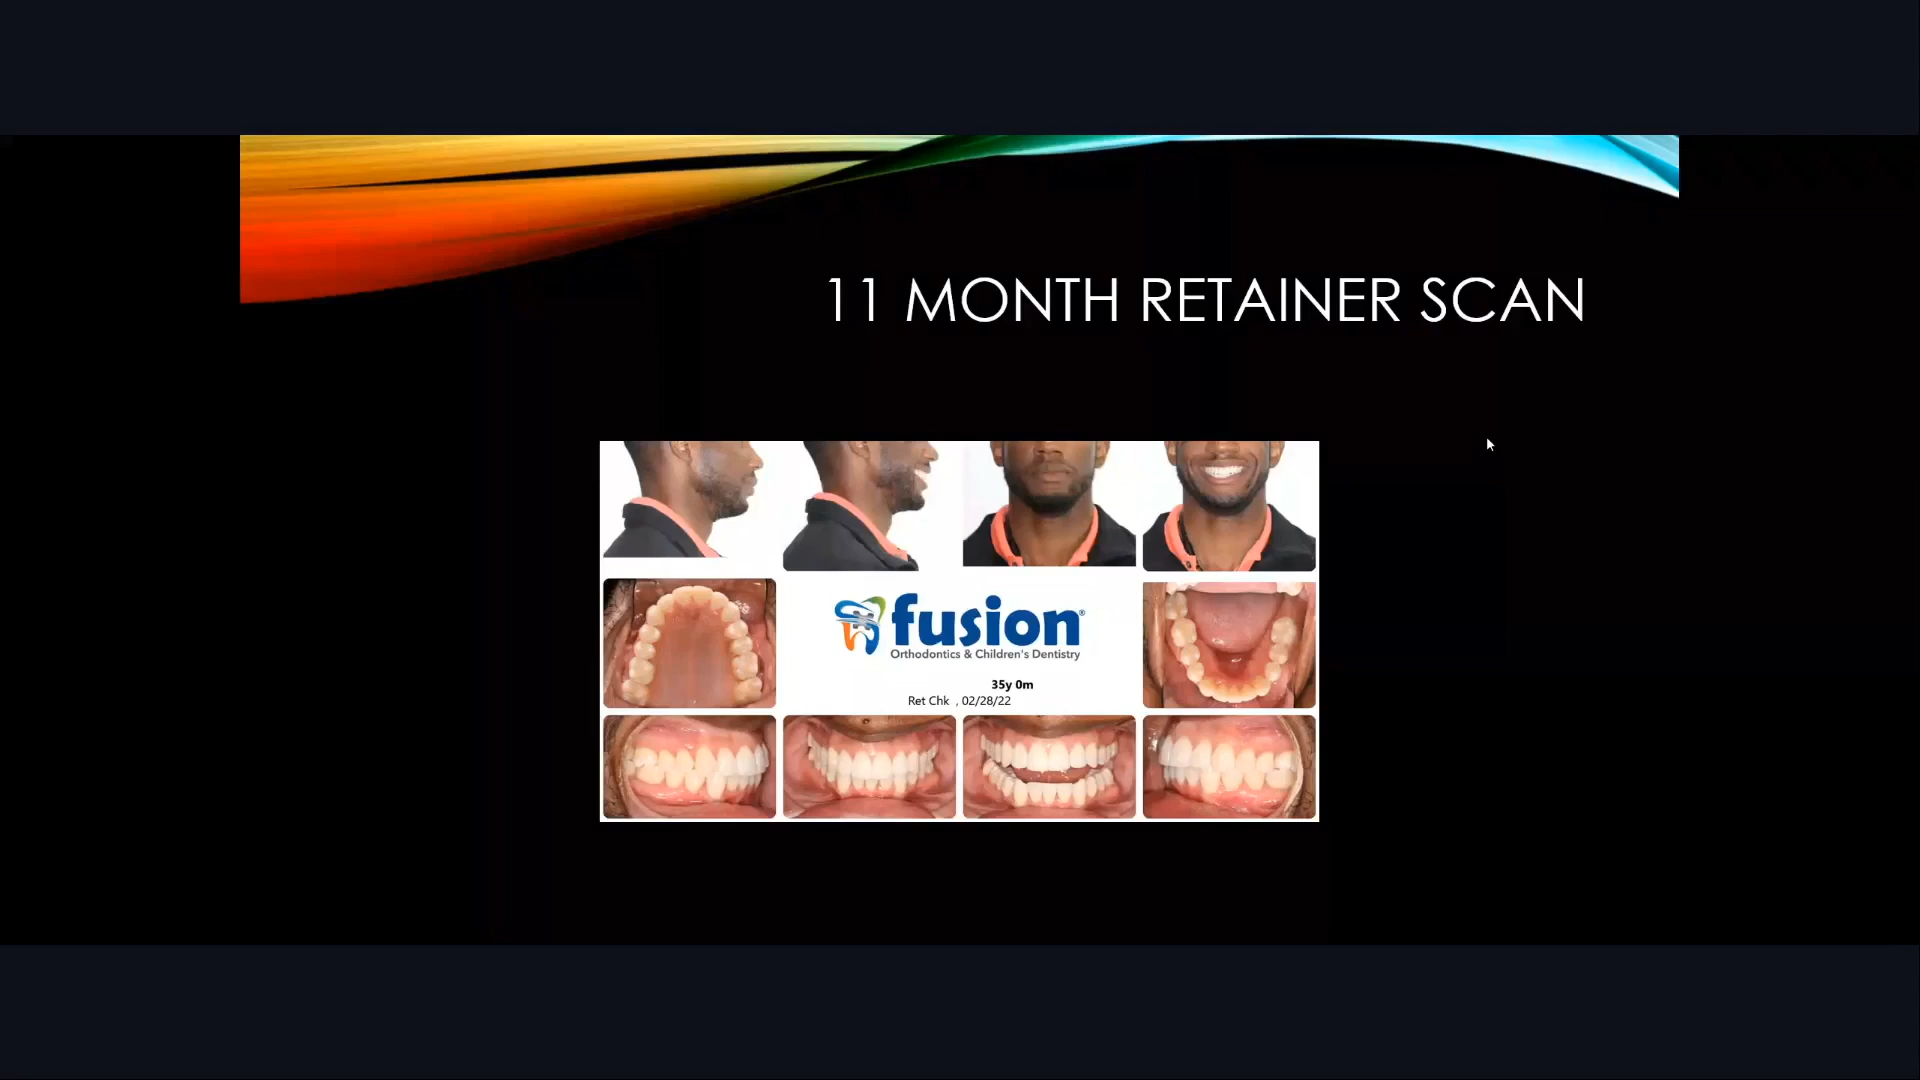 11 MONTH RETAINER SCAN
fusion®
Orthodontics & Children's Dentistry
35y 0m
Ret Chk , 02/28/22